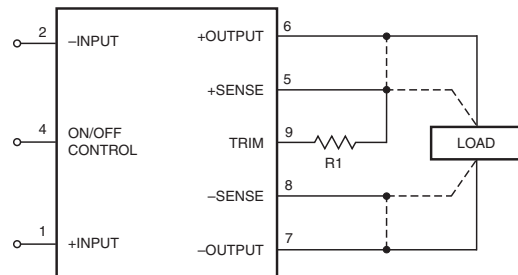 2 –INPUT +OUTPUT 6
+SENSE 5
4 ON/OFF
CONTROL TRIM 9
R1
LOAD
–SENSE 8
1 +INPUT –OUTPUT 7